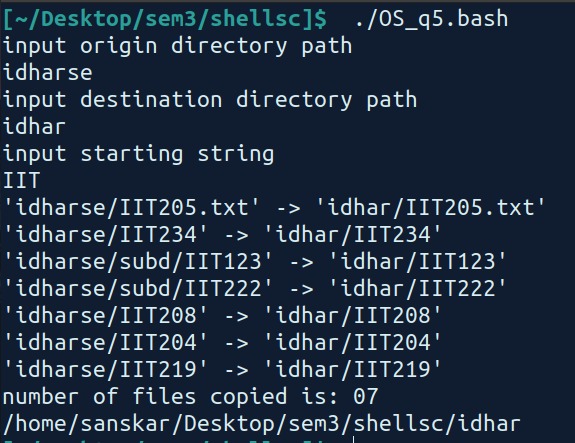 [~/Desktop/sem3/shellsc]$ ./OS_q5.bash
input origin directory path
idharse
input destination directory path
idhar
input starting string
IIT
'idharse/IIT205.txt' -> 'idhar/IIT205.txt'
'idharse/IIT234' -> 'idhar/IIT234'
'idharse/subd/IIT123' -> 'idhar/IIT123'
'idharse/subd/IIT222' -> 'idhar/IIT222'
'idharse/IIT208' -> 'idhar/IIT208'
'idharse/IIT204' -> 'idhar/IIT204'
'idharse/IIT219' -> 'idhar/IIT219'
number of files copied is: 07
/home/sanskar/Desktop/sem3/shellsc/idhar